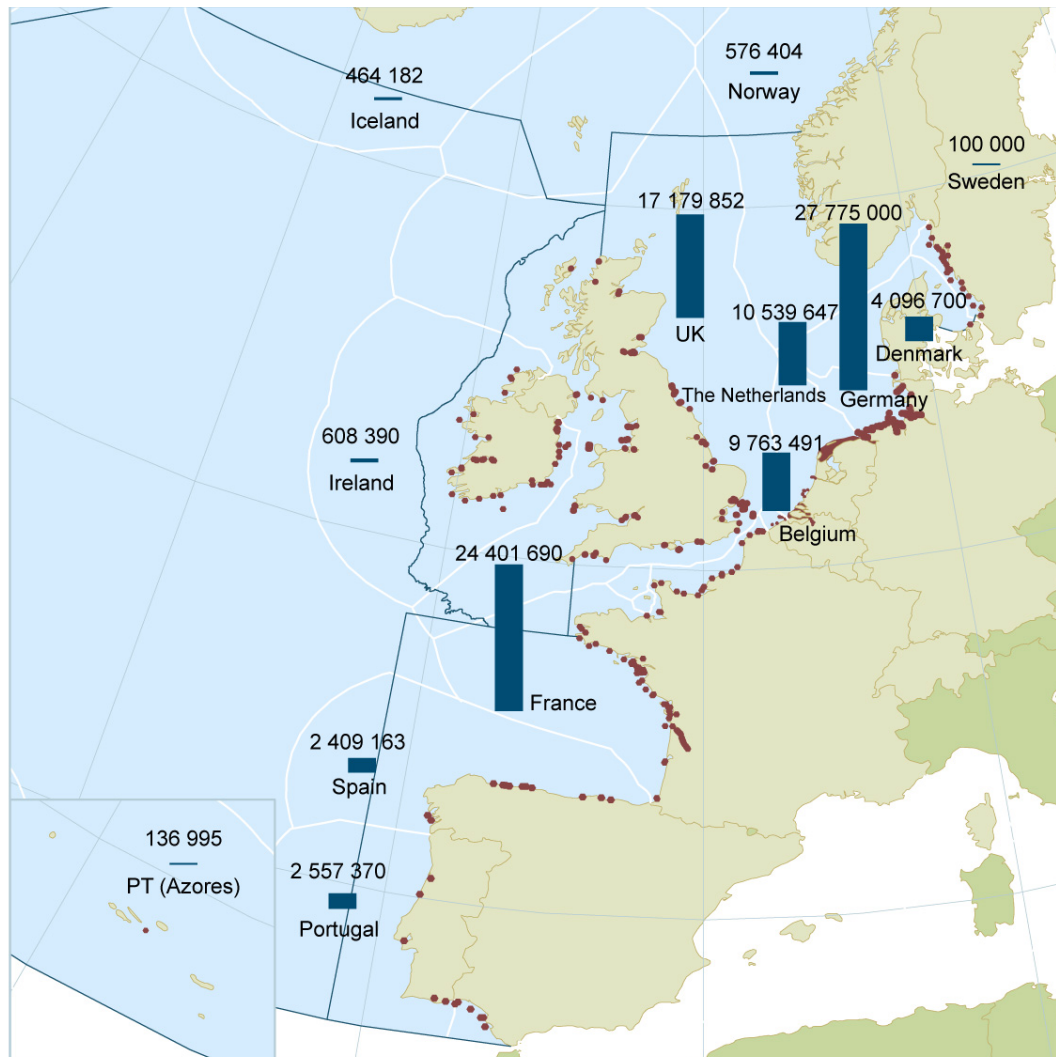 576 404
Norway
464 182
Iceland
100 000
Sweden
17 179 852
UK
27 775 000
Germany
4 096 700
Denmark
10 539 647
The Netherlands
9 763 491
Belgium
608 390
Ireland
24 401 690
France
2 409 163
Spain
136 995
PT (Azores)
2 557 370
Portugal